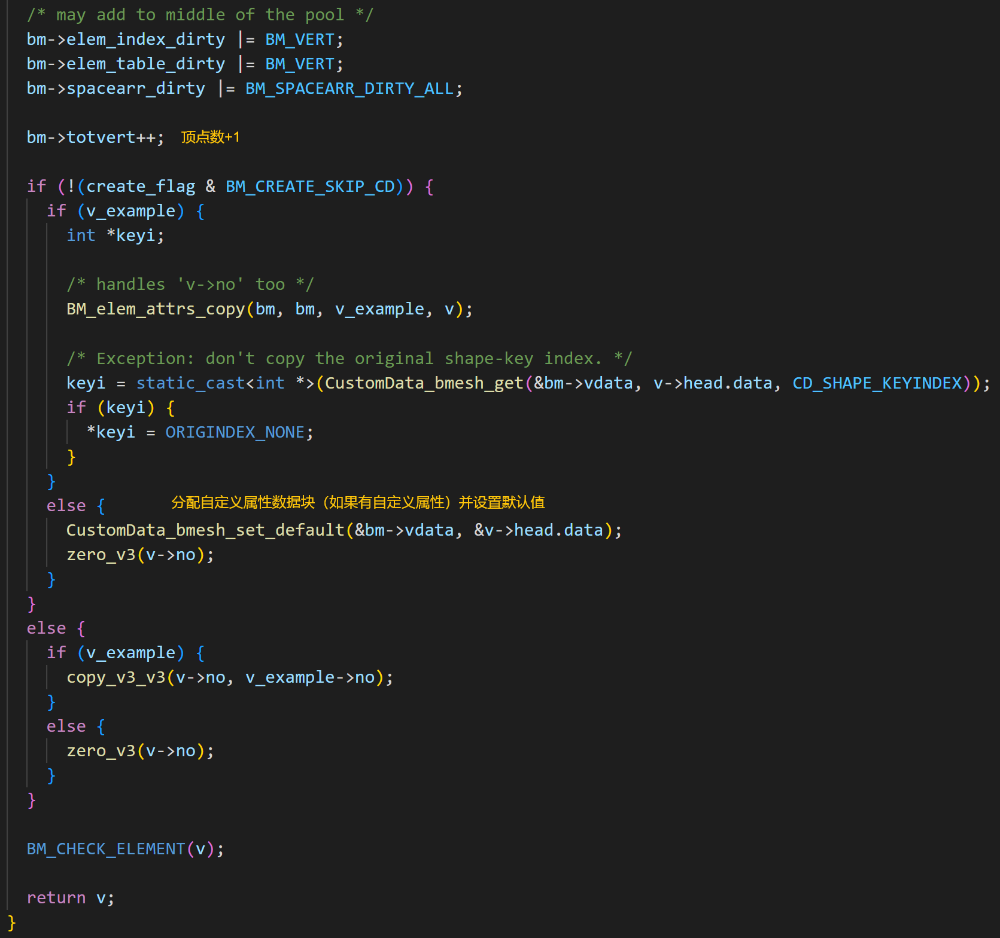 /* may add to middle of the pool */
bm->elem_index_dirty |= BM_VERT;
bm->elem_table_dirty |= BM_VERT;
bm->spacearr_dirty |= BM_SPACEARR_DIRTY_ALL;
bm->totvert++; 顶点数+1
if (!(create_flag & BM_CREATE_SKIP_CD)) {
if (v_example) {
int *keyi;
/* handles 'v->no' too */
BM_elem_attrs_copy(bm, bm, v_example, v);
/* Exception: don't copy the original shape-key index. */
keyi = static_cast<int *>(CustomData_bmesh_get(&bm->vdata, v->head.data, CD_SHAPE_KEYINDEX));
if (keyi) {
*keyi = ORIGINDEX_NONE;
}
}
else { 分配自定义属性数据块（如果有自定义属性）并设置默认值
CustomData_bmesh_set_default(&bm->vdata, &v->head.data);
zero_v3(v->no);
}
}
else {
if (v_example) {
copy_v3_v3(v->no, v_example->no);
}
else {
zero_v3(v->no);
}
}
BM_CHECK_ELEMENT(v);
return v;
}